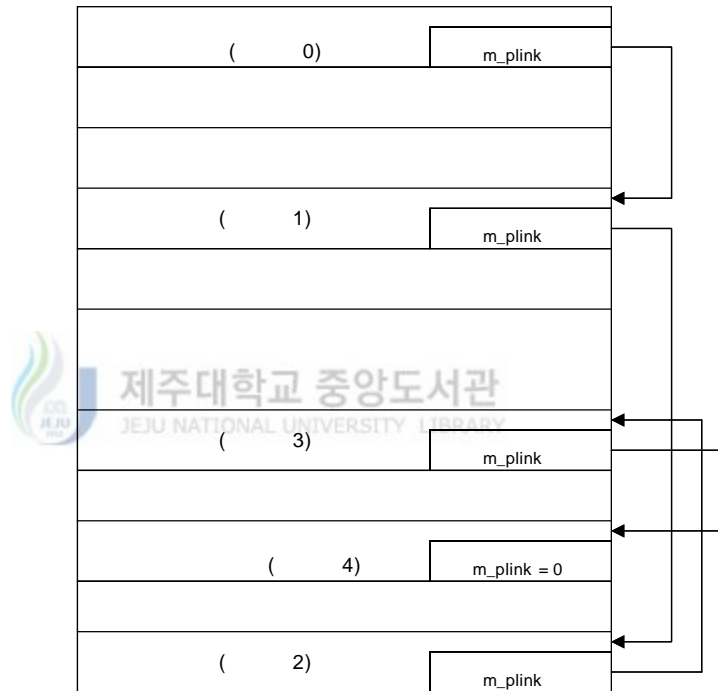 ( 0) m_plink
( 1) m_plink
제주대학교 중앙도서관
JEJU NATIONAL UNIVERSITY LIBRARY
( 3) m_plink
( 4) m_plink = 0
( 2) m_plink